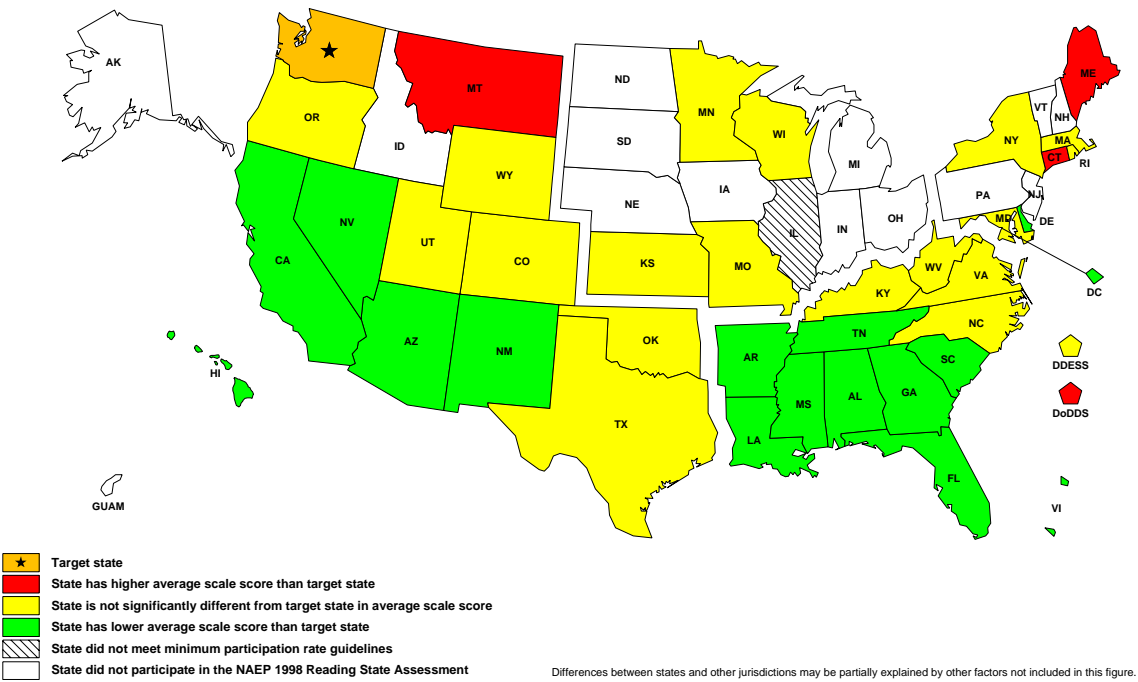 AK
MT
ME
ND
VT
MN
NH
OR
NY
WI
MA
ID
SD
CT
RI
MI
WY
IA
PA
NJ
NE
OH
MD
DE
NV
IL
IN
UT
CA
CO
KS
MO
WV
VA
KY
DC
NC
TN
AZ
OK
NM
AR
SC
DDESS
HI
GA
MS
AL
DoDDS
TX
LA
FL
GUAM
VI
Target state
State has higher average scale score than target state
State is not significantly different from target state in average scale score
State has lower average scale score than target state
State did not meet minimum participation rate guidelines
State did not participate in the NAEP 1998 Reading State Assessment
Differences between states and other jurisdictions may be partially explained by other factors not included in this figure.